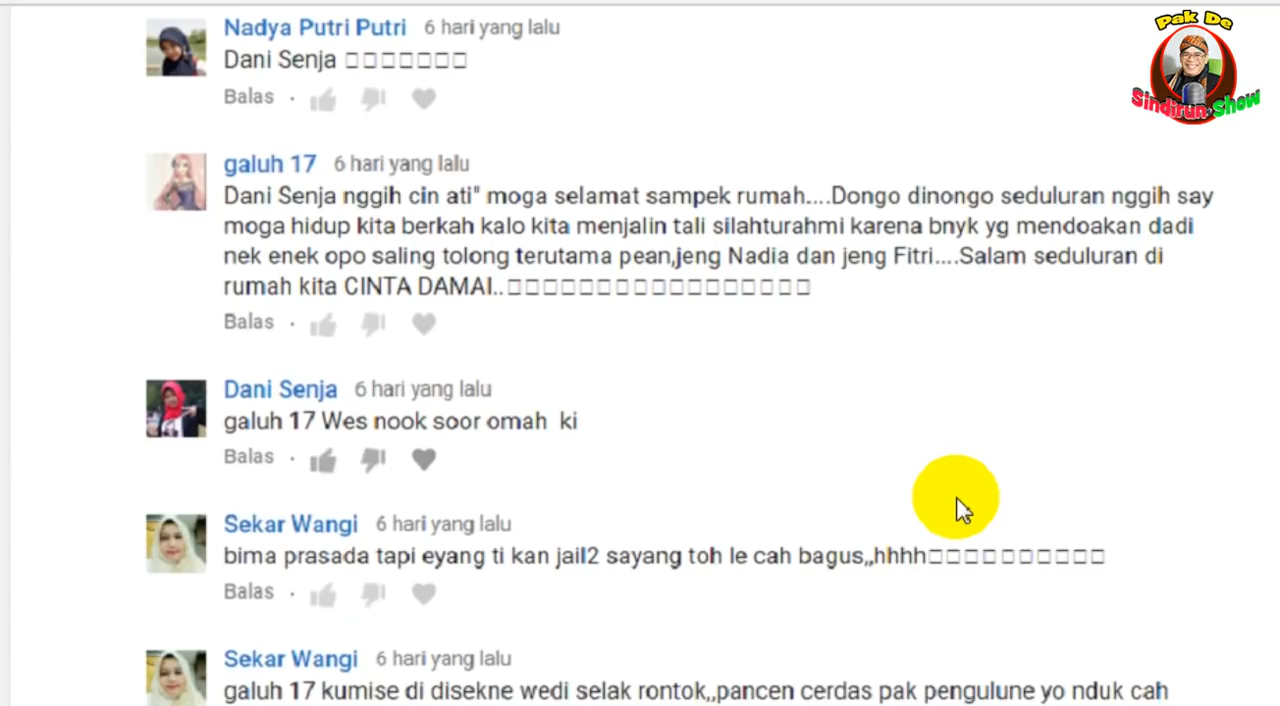 Pak De
Sindirun Show
Nadya Putri Putri 6 hari yang lalu
Dani Senja □□□□□□□
Balas ·
galuh 17 6 hari yang lalu
Dani Senja nggih cin ati" moga selamat sampek rumah....Dongo dinongo seduluran nggih say
moga hidup kita berkah kalo kita menjalin tali silahturahmi karena bnyk yg mendoakan dadi
nek enek opo saling tolong terutama pean,jeng Nadia dan jeng Fitri....Salam seduluran di
rumah kita CINTA DAMAI..□□□□□□□□□□□□□□□□□
Balas ·
Dani Senja 6 hari yang lalu
galuh 17 Wes nook soor omah ki
Balas ·
Sekar Wangi 6 hari yang lalu
bima prasada tapi eyang ti kan jail2 sayang toh le cah bagus,,hhhh□□□□□□□□□□
Balas ·
Sekar Wangi 6 hari yang lalu
galuh 17 kumise di disekne wedi selak rontok,,pancen cerdas pak pengulune yo nduk cah